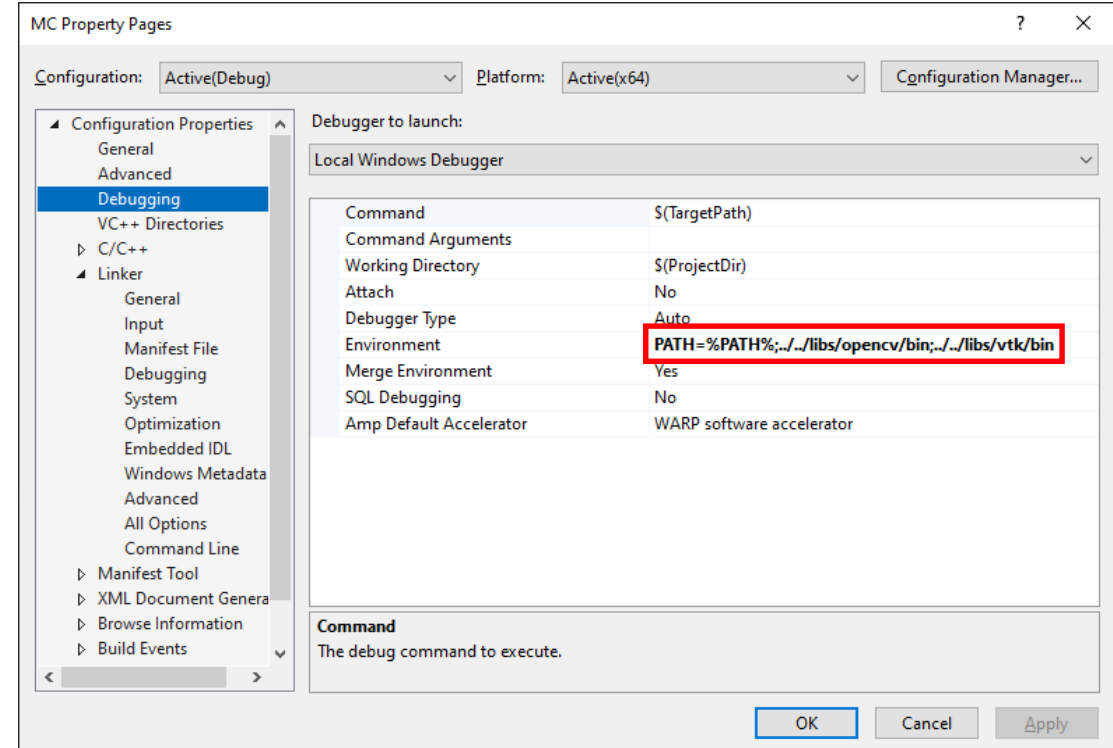 MC Property Pages
?
Configuration: Active(Debug) Platform: Active(x64) Configuration Manager...
Configuration Properties
General
Advanced
Debugging
VC++ Directories
C/C++
Linker
General
Input
Manifest File
Debugging
System
Optimization
Embedded IDL
Windows Metadata
Advanced
All Options
Command Line
Manifest Tool
XML Document Genera
Browse Information
Build Events
Debugger to launch:
Local Windows Debugger
Command $(TargetPath)
Command Arguments
Working Directory $(ProjectDir)
Attach No
Debugger Type Auto
Environment PATH=%PATH%;../../libs/opencv/bin;../../libs/vtk/bin
Merge Environment Yes
SQL Debugging No
Amp Default Accelerator WARP software accelerator
Command
The debug command to execute.
OK Cancel Apply